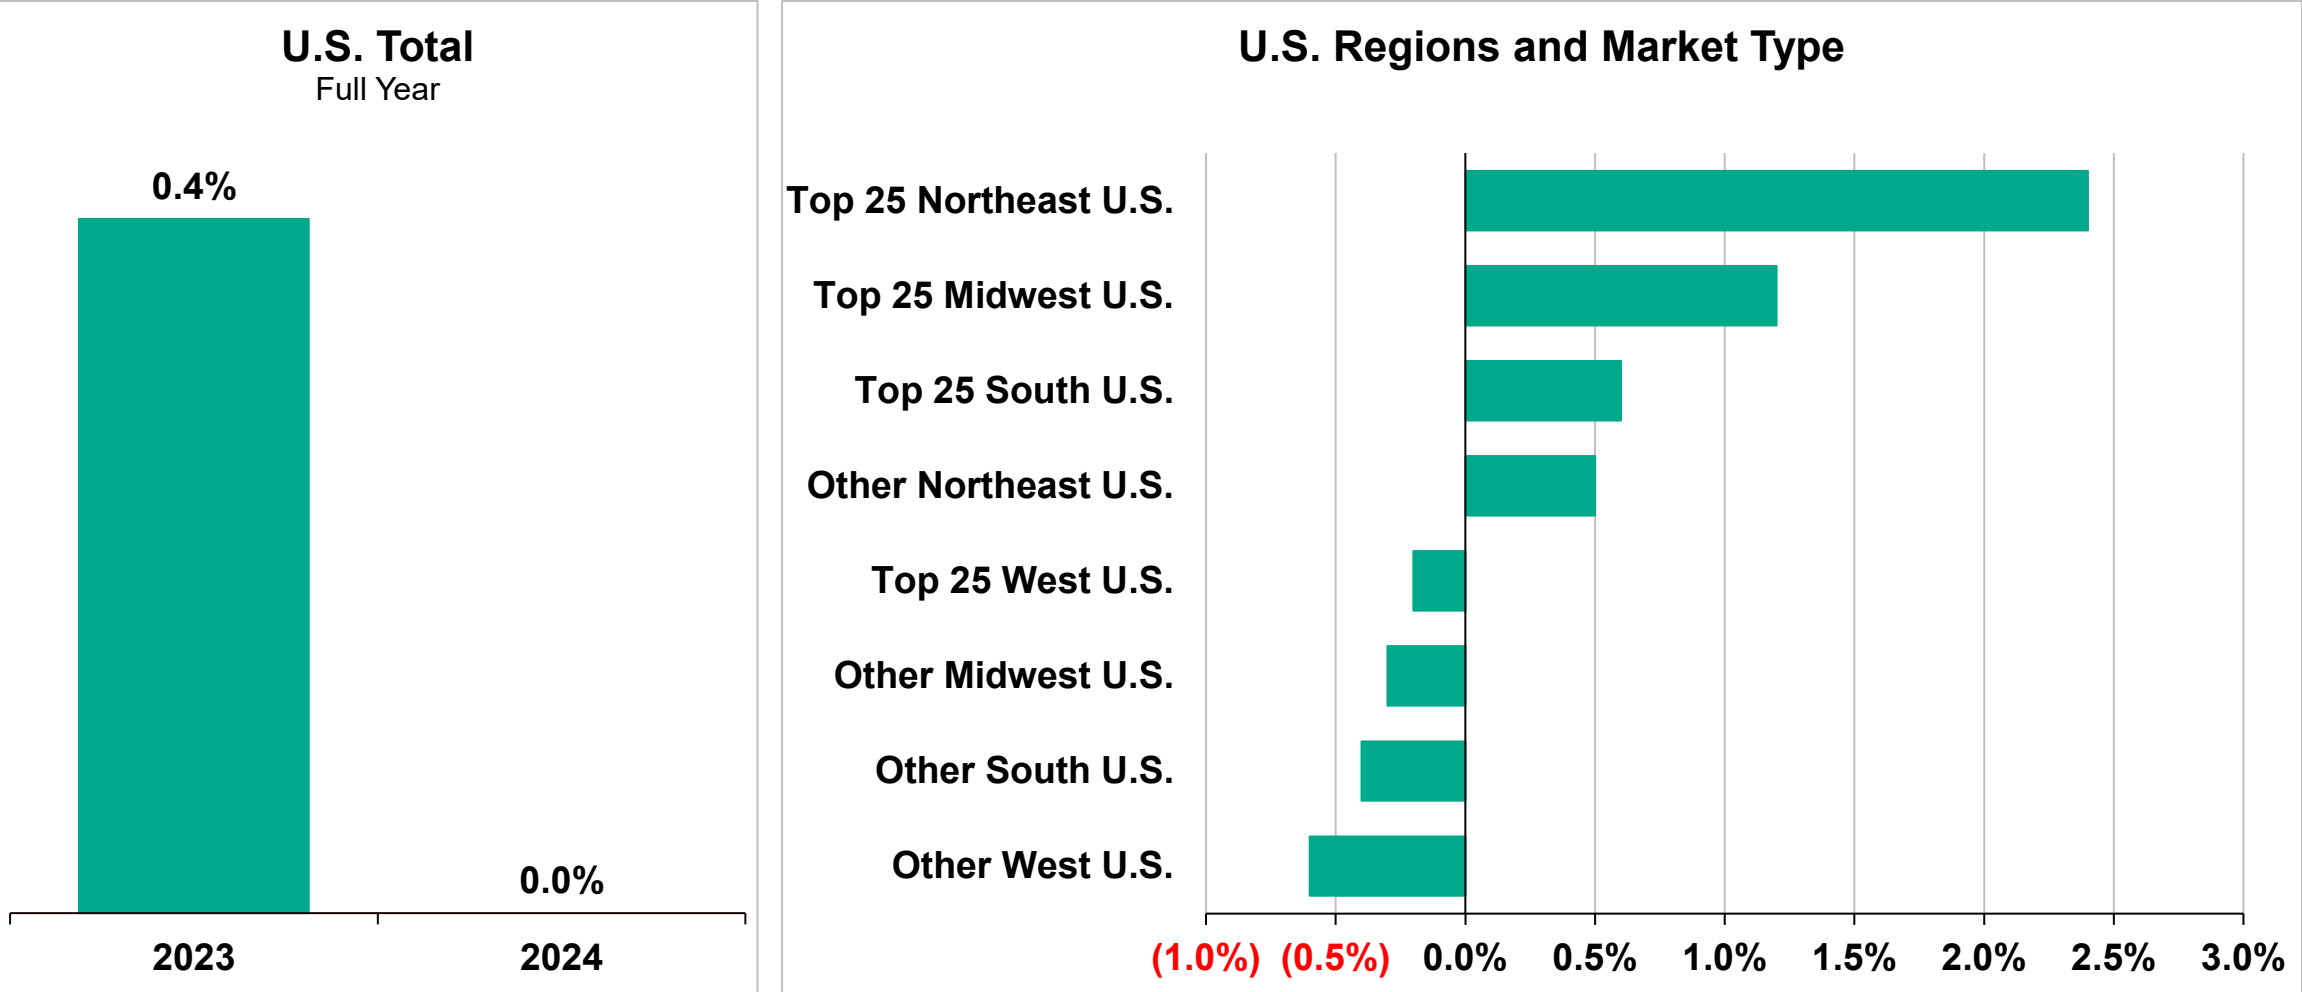 U.S. Total
Full Year
0.4%
0.0%
2023 2024
U.S. Regions and Market Type
Top 25 Northeast U.S.
Top 25 Midwest U.S.
Top 25 South U.S.
Other Northeast U.S.
Top 25 West U.S.
Other Midwest U.S.
Other South U.S.
Other West U.S.
(1.0%) (0.5%) 0.0% 0.5% 1.0% 1.5% 2.0% 2.5% 3.0%